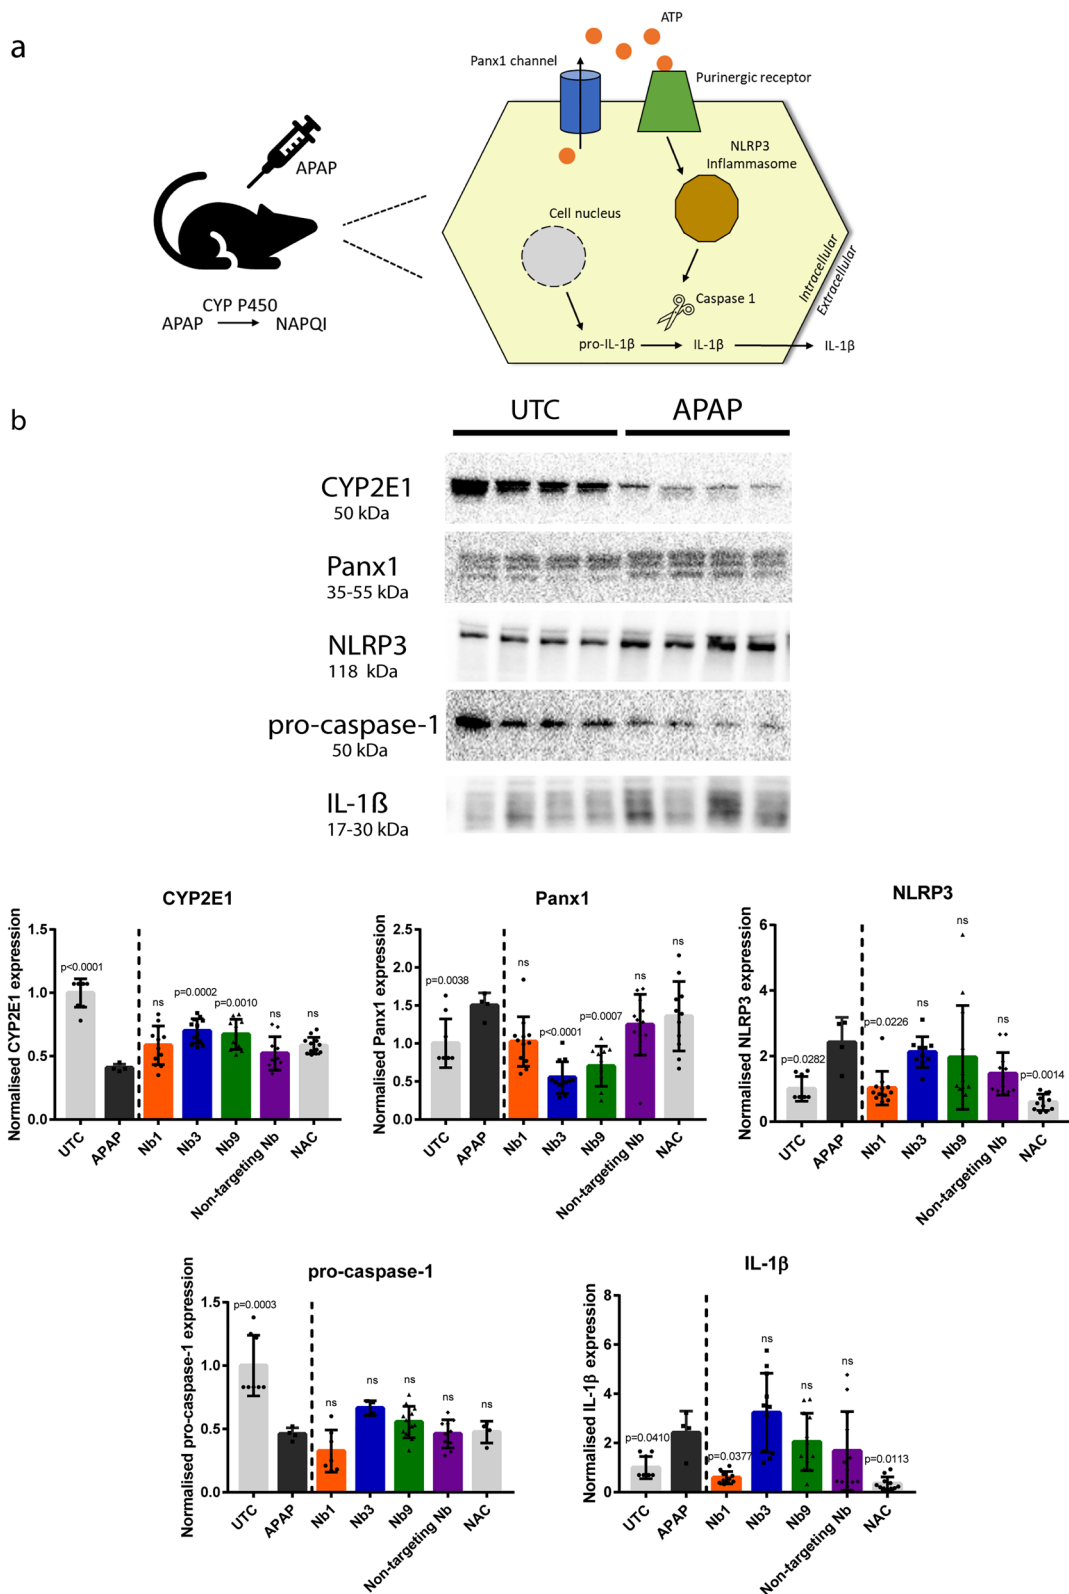 a
ATP
Panx1 channel
Purinergic receptor
APAP
NLRP3
Inflammasome
Cell nucleus
Intracellular
Extracellular
CYP P450
APAP NAPQI
Caspase 1
pro-IL-1β IL-1β IL-1β
b
UTC APAP
CYP2E1
50 kDa
Panx1
35-55 kDa
NLRP3
118 kDa
pro-caspase-1
50 kDa
IL-1ß
17-30 kDa
CYP2E1
Normalised CYP2E1 expression
1.5
1.0
0.5
0.0
p<0.0001
ns
p=0.0002
p=0.0010
ns
ns
UTC
APAP
Nb1
Nb3
Nb9
Non-targeting Nb
NAC
Panx1
Normalised Panx1 expression
2.5
2.0
1.5
1.0
0.5
0.0
p=0.0038
ns
p<0.0001
p=0.0007
ns
ns
UTC
APAP
Nb1
Nb3
Nb9
Non-targeting Nb
NAC
NLRP3
Normalised NLRP3 expression
6
4
2
0
p=0.0282
p=0.0226
ns
ns
ns
p=0.0014
UTC
APAP
Nb1
Nb3
Nb9
Non-targeting Nb
NAC
pro-caspase-1
Normalised pro-caspase-1 expression
1.5
1.0
0.5
0.0
p=0.0003
ns
ns
ns
ns
ns
UTC
APAP
Nb1
Nb3
Nb9
Non-targeting Nb
NAC
IL-1β
Normalised IL-1β expression
8
6
4
2
0
p=0.0410
p=0.0377
ns
ns
ns
p=0.0113
UTC
APAP
Nb1
Nb3
Nb9
Non-targeting Nb
NAC